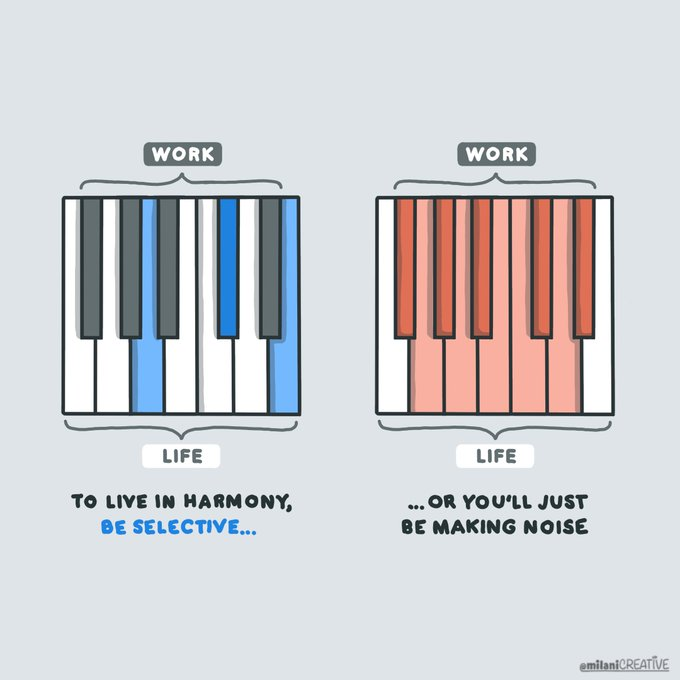 WORK
LIFE
TO LIVE IN HARMONY,
BE SELECTIVE...
WORK
LIFE
...OR YOU'LL JUST
BE MAKING NOISE
@milaniCREATIVE